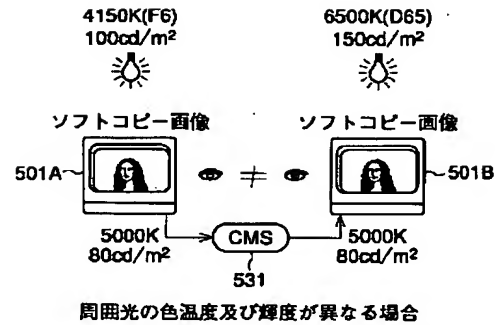 4150K(F6)
100cd/m²
6500K(D65)
150cd/m²
ソフトコピー画像
ソフトコピー画像
501A
≠
501B
5000K
80cd/m²
CMS
5000K
80cd/m²
531
周囲光の色温度及び輝度が異なる場合